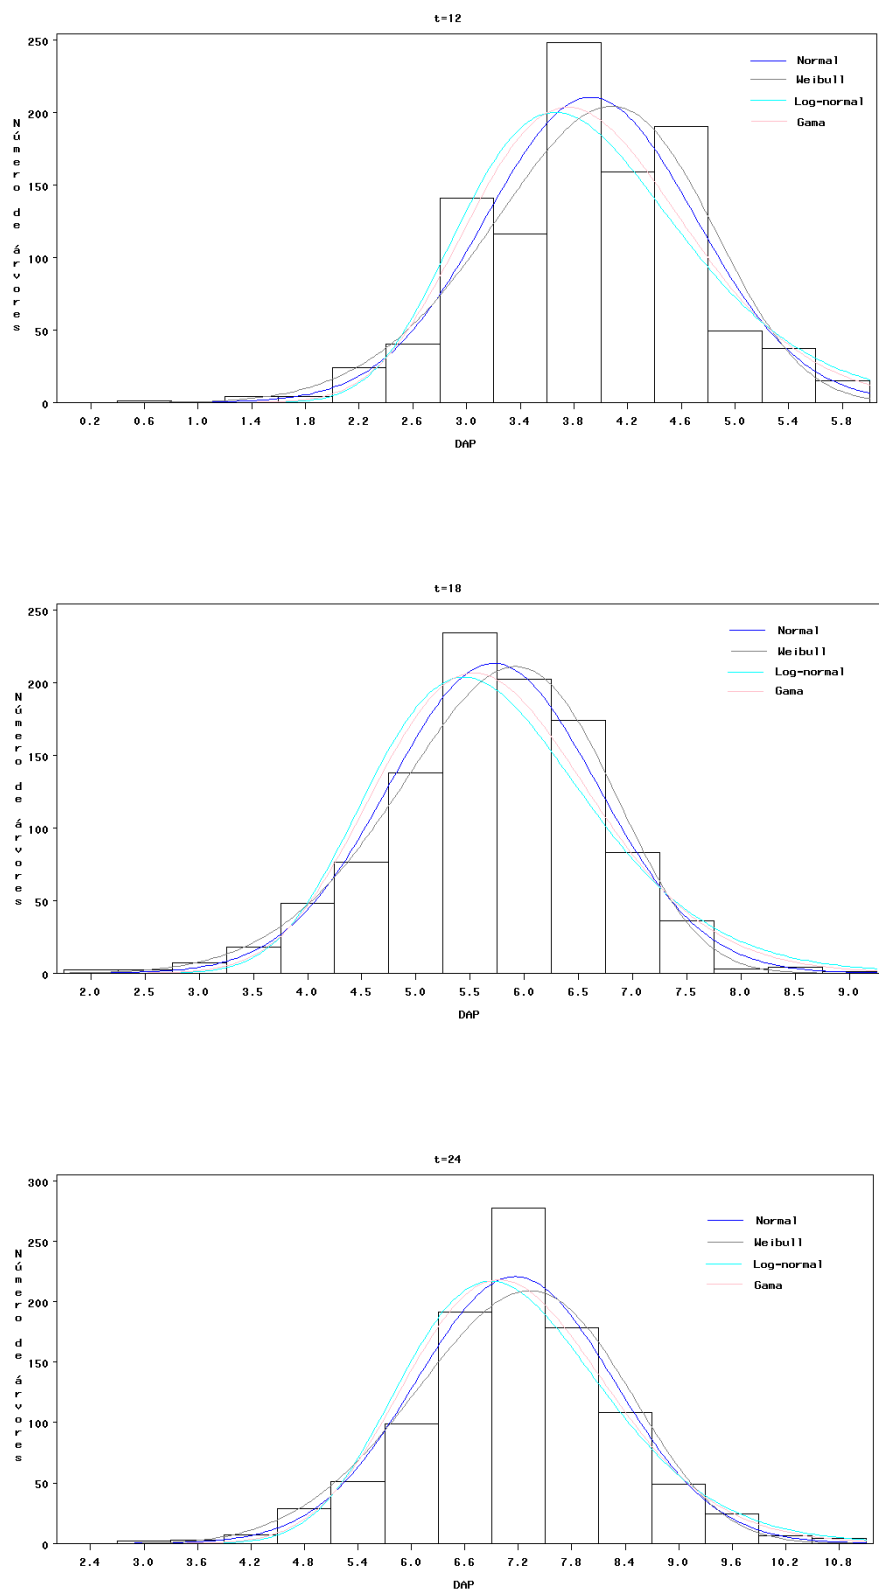 t=12
250
200
150
100
50
0
Número de árvores
Normal
Weibull
Log-normal
Gama
0.2 0.6 1.0 1.4 1.8 2.2 2.6 3.0 3.4 3.8 4.2 4.6 5.0 5.4 5.8
DAP
t=18
250
200
150
100
50
0
Número de árvores
Normal
Weibull
Log-normal
Gama
2.0 2.5 3.0 3.5 4.0 4.5 5.0 5.5 6.0 6.5 7.0 7.5 8.0 8.5 9.0
DAP
t=24
300
250
200
150
100
50
0
Número de árvores
Normal
Weibull
Log-normal
Gama
2.4 3.0 3.6 4.2 4.8 5.4 6.0 6.6 7.2 7.8 8.4 9.0 9.6 10.2 10.8
DAP